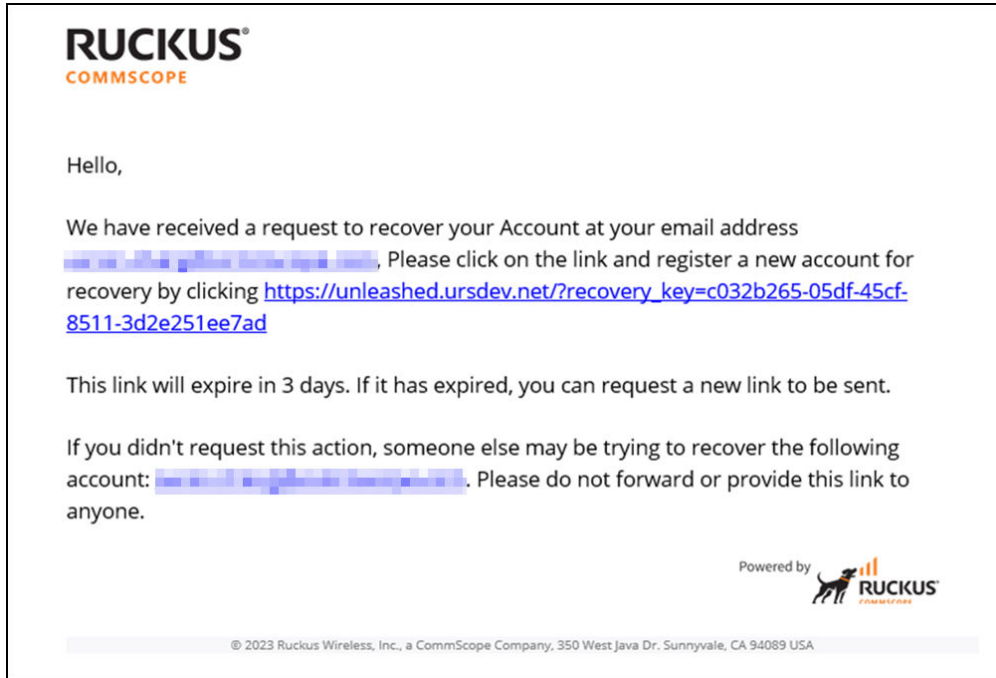 RUCKUS®
COMMSCOPE
Hello,
We have received a request to recover your Account at your email address
, Please click on the link and register a new account for
recovery by clicking https://unleashed.ursdev.net/?recovery_key=c032b265-05df-45cf-
8511-3d2e251ee7ad
This link will expire in 3 days. If it has expired, you can request a new link to be sent.
If you didn't request this action, someone else may be trying to recover the following
account: . Please do not forward or provide this link to
anyone.
Powered by
RUCKUS®
COMMSCOPE
© 2023 Ruckus Wireless, Inc., a CommScope Company, 350 West Java Dr. Sunnyvale, CA 94089 USA